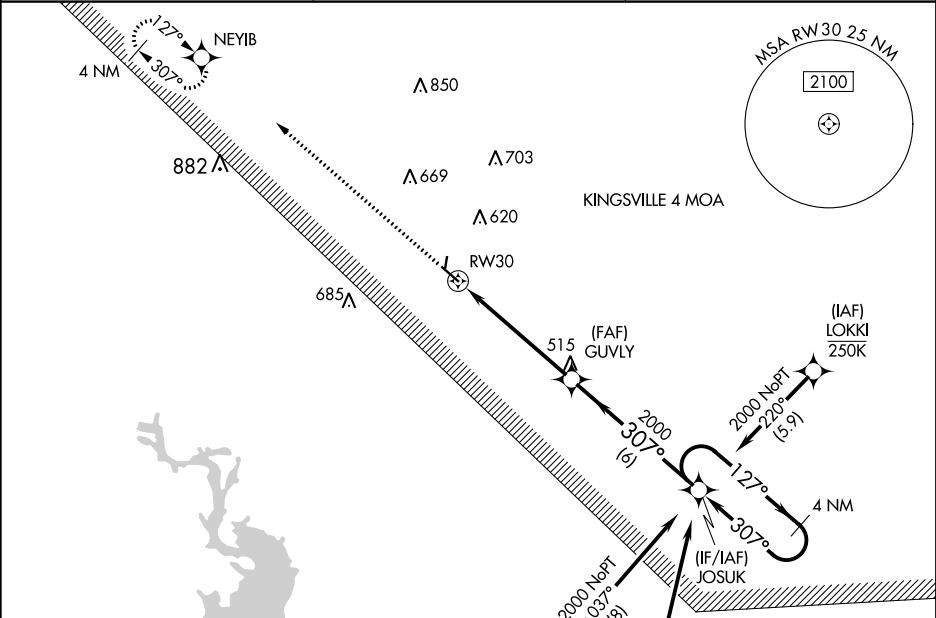 127°
NEYIB
4 NM
307°
MSA RW30 25 NM
2100
850
882
669
703
620
KINGSVILLE 4 MOA
RW30
685
(FAF)
515
GUVLY
(IAF)
LOKKI
250K
2000 NoPT
220°
(5.9)
2000
307°
(6)
127°
4 NM
307°
(IF/IAF)
JOSUK
2000 NoPT
037°